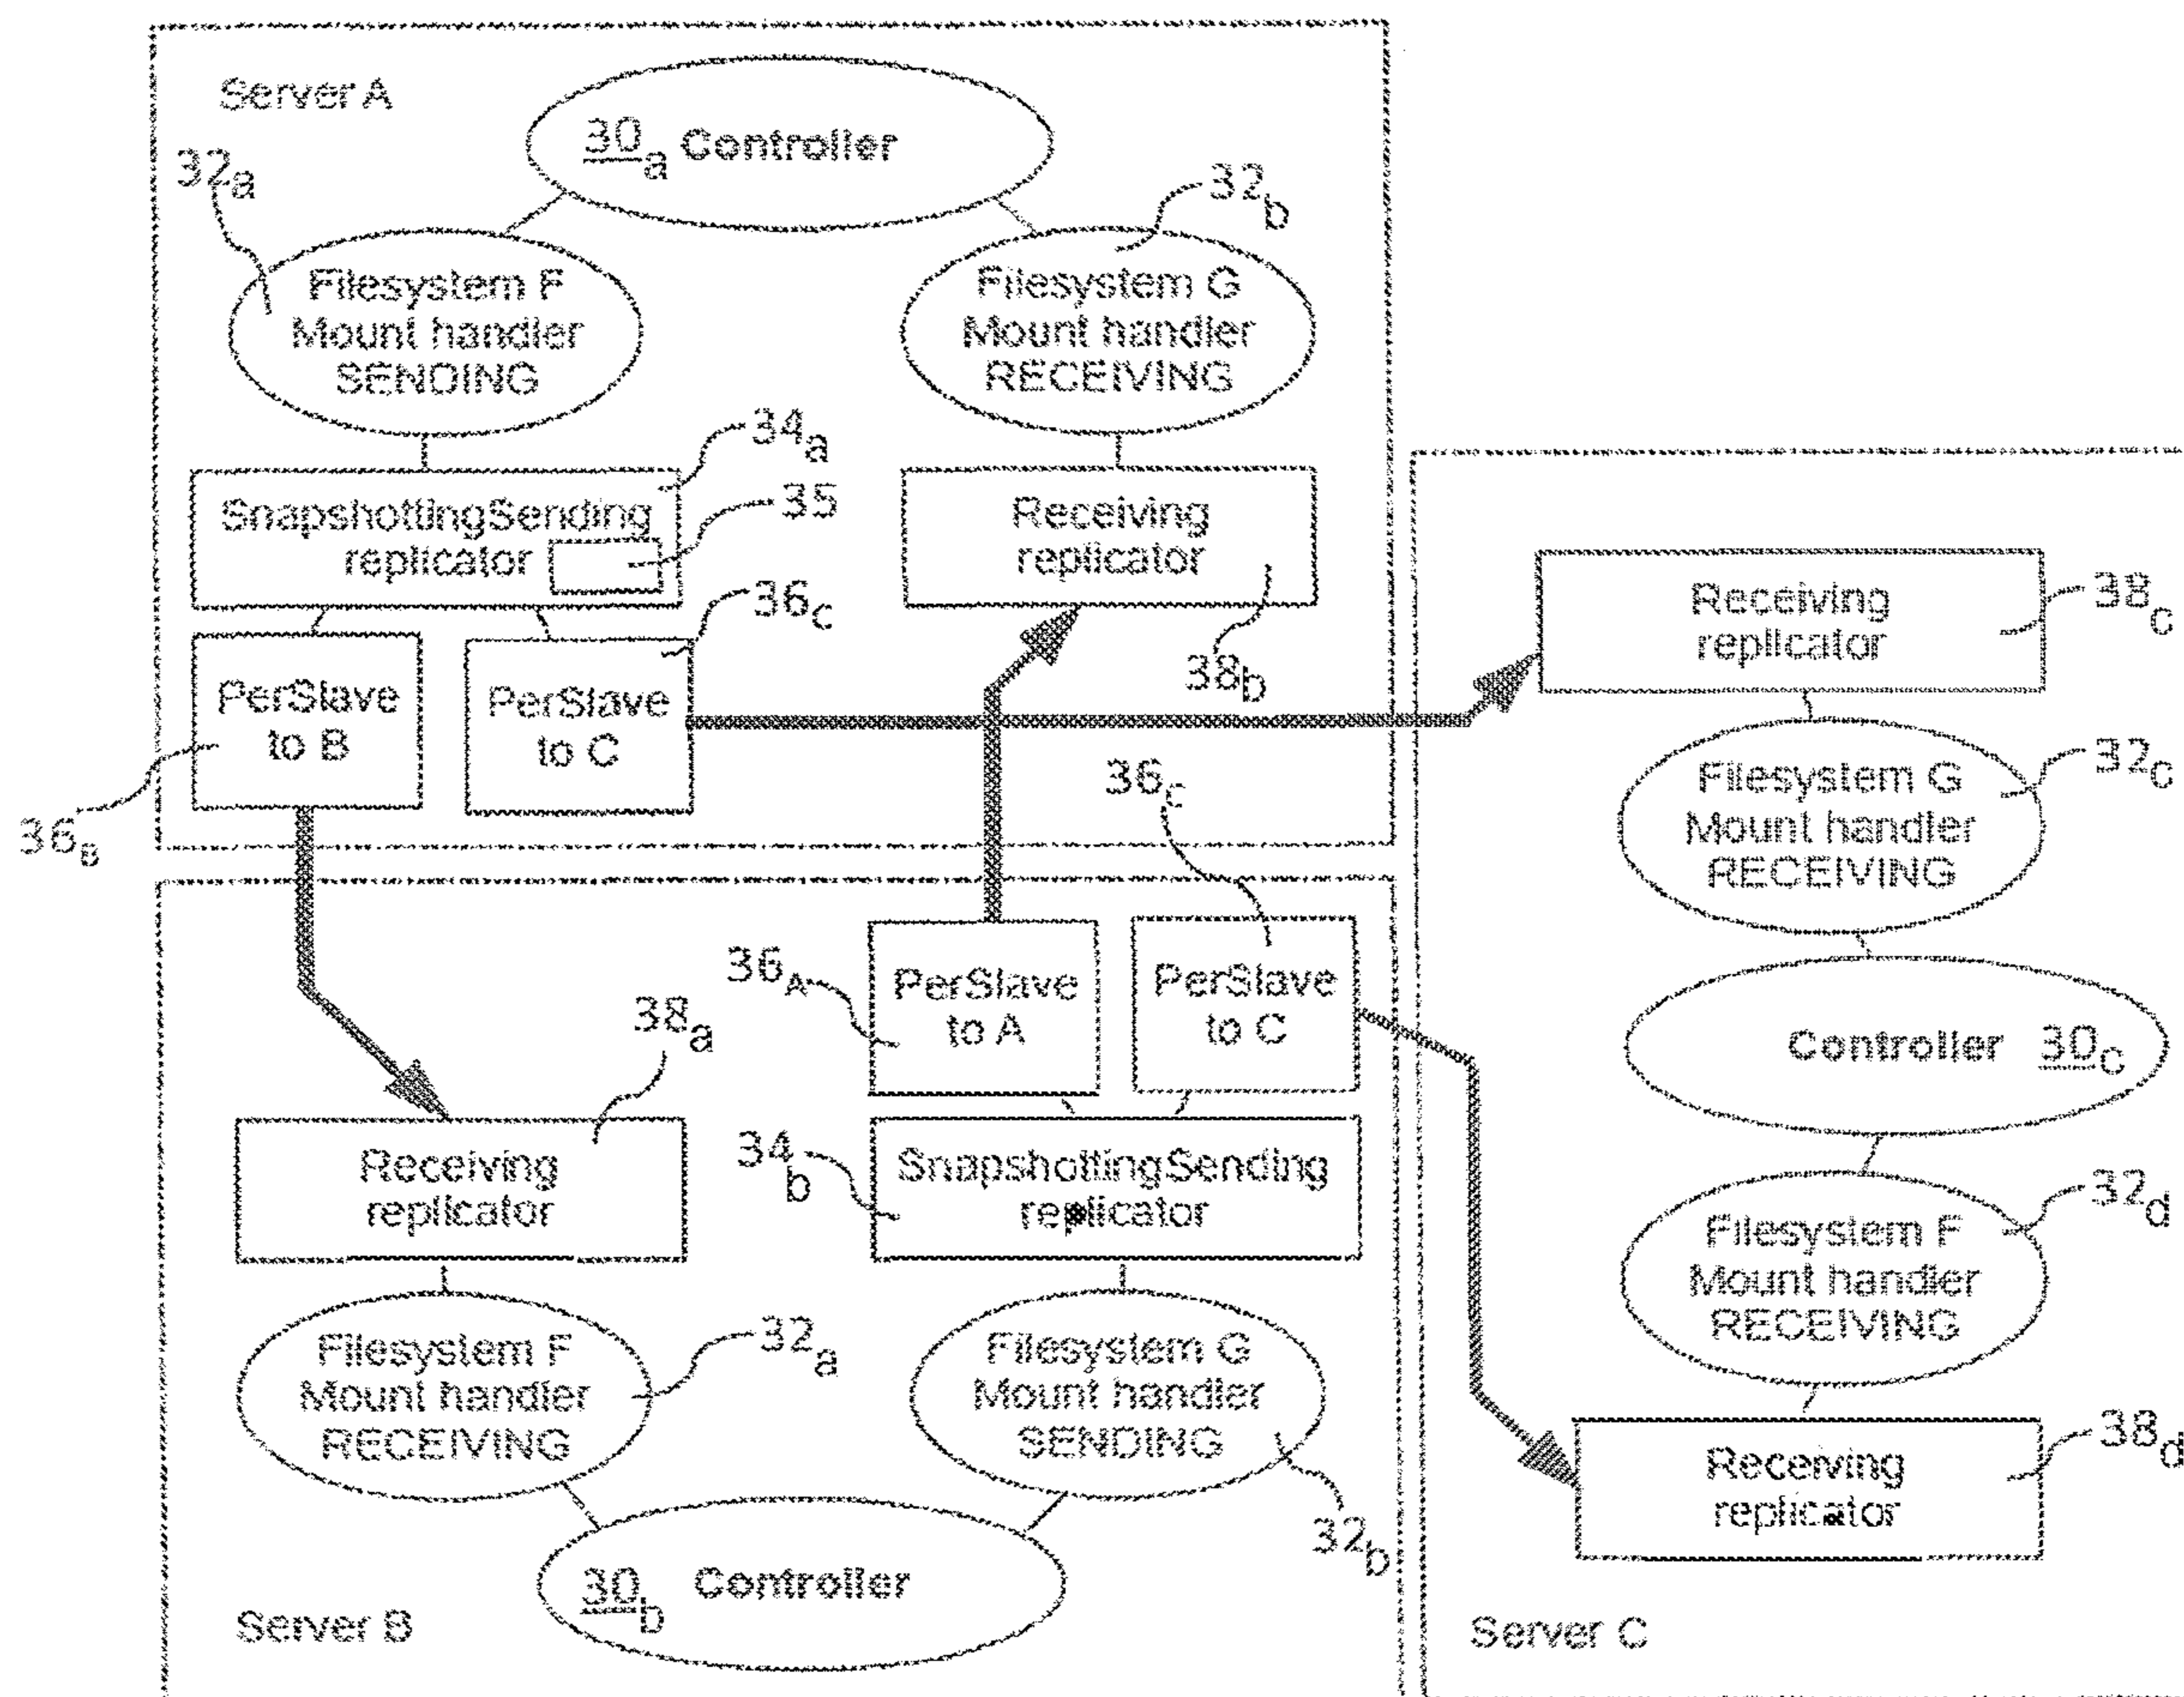 Server A
30a Controller
32a
32b
Filesystem F
Mount handler
SENDING
Filesystem G
Mount handler
RECEIVING
34a
35
SnapshottingSending
replicator
Receiving
replicator
36c
38b
PerSlave
to B
PerSlave
to C
36B
Receiving
replicator
38c
Filesystem G
Mount handler
RECEIVING
32c
Controller 30c
Filesystem F
Mount handler
RECEIVING
32d
Receiving
replicator
38d
Server C
36c
36A
PerSlave
to A
PerSlave
to C
38a
Receiving
replicator
34b
SnapshottingSending
replicator
Filesystem F
Mount handler
RECEIVING
32a
Filesystem G
Mount handler
SENDING
32b
30b Controller
Server B